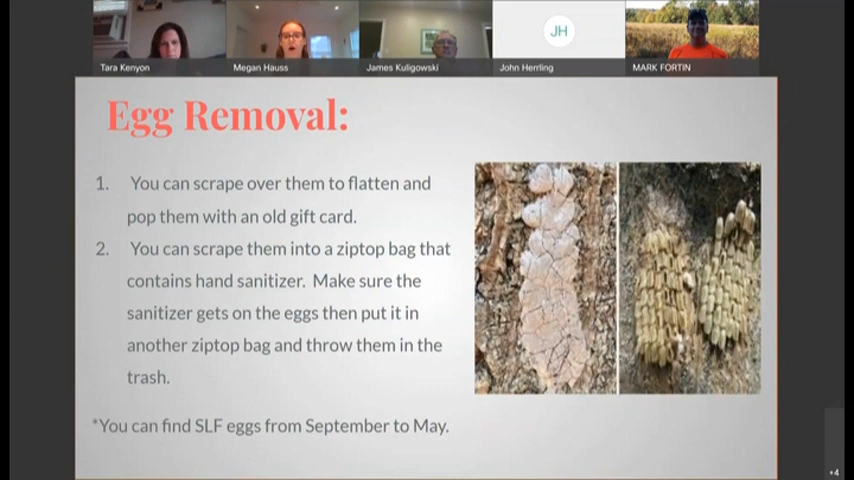 JH
Tara Kenyon
Megan Hauss
James Kuligowski
John Herrling
MARK FORTIN
Egg Removal:
1. You can scrape over them to flatten and
pop them with an old gift card.
2. You can scrape them into a ziptop bag that
contains hand sanitizer. Make sure the
sanitizer gets on the eggs then put it in
another ziptop bag and throw them in the
trash.
*You can find SLF eggs from September to May.
+4